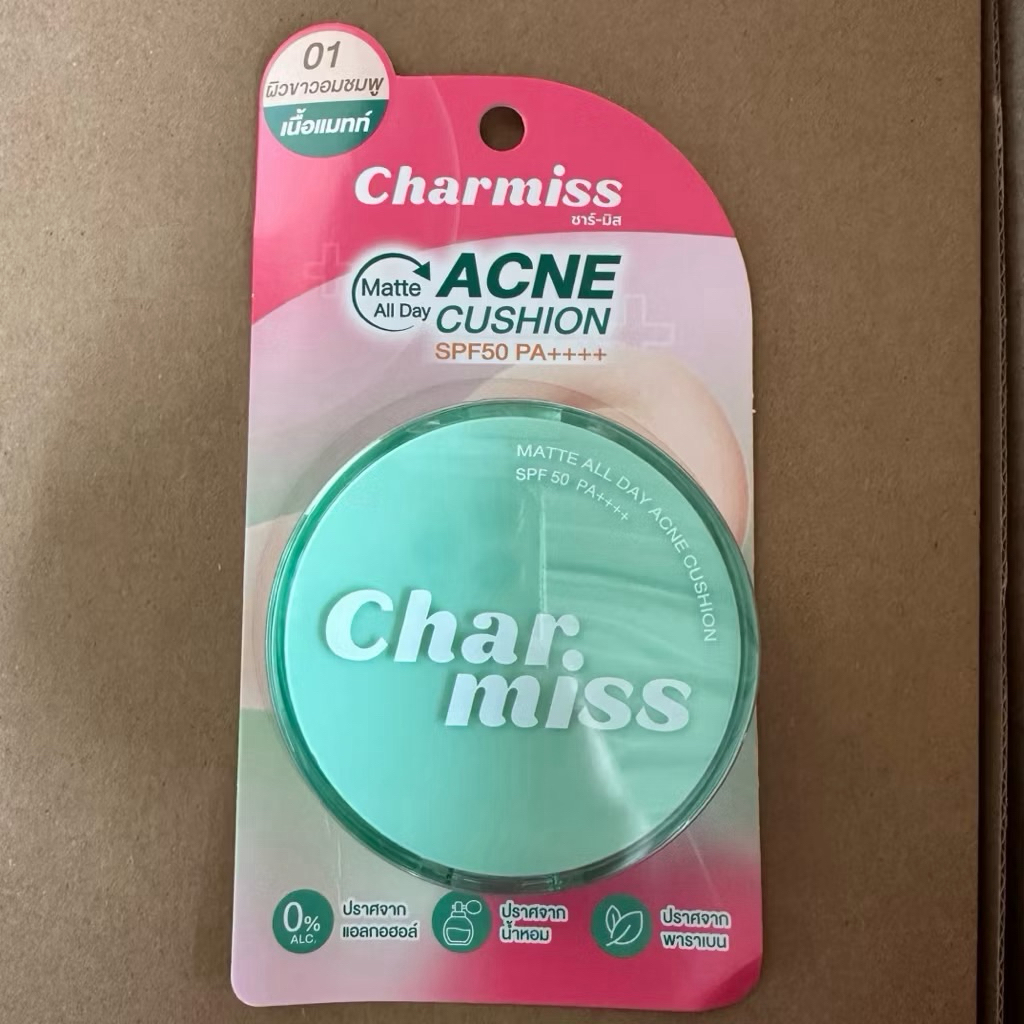 01
ผิวขาวอมชมพู
เนื้อแมทท์
Charmiss
ชาร์-มิส
Matte
All Day
ACNE
CUSHION
SPF50 PA++++
MATTE ALL DAY ACNE CUSHION
SPF 50 PA++++
Char.
miss
0%
ALC.
ปราศจาก
แอลกอฮอล์
ปราศจาก
น้ำหอม
ปราศจาก
พาราเบน